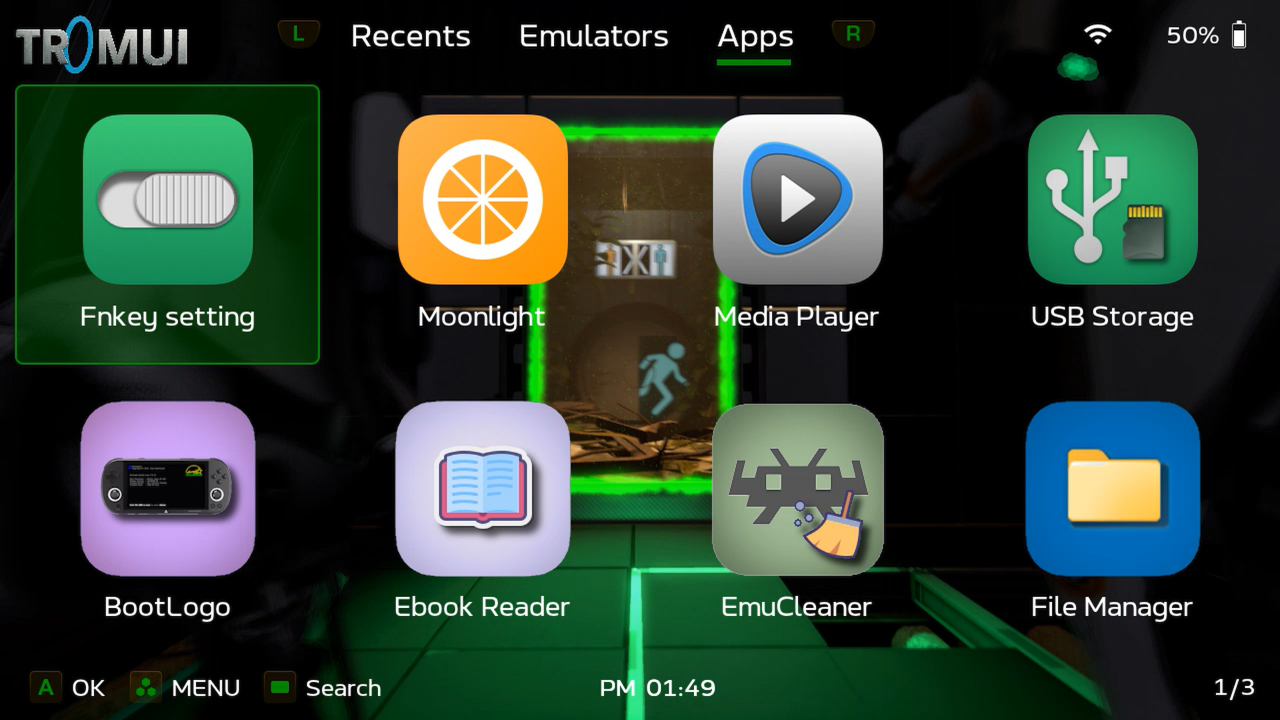 TROMUI
L Recents Emulators Apps R 50%
Fnkey setting Moonlight Media Player USB Storage
BootLogo Ebook Reader EmuCleaner File Manager
A OK MENU Search PM 01:49 1/3